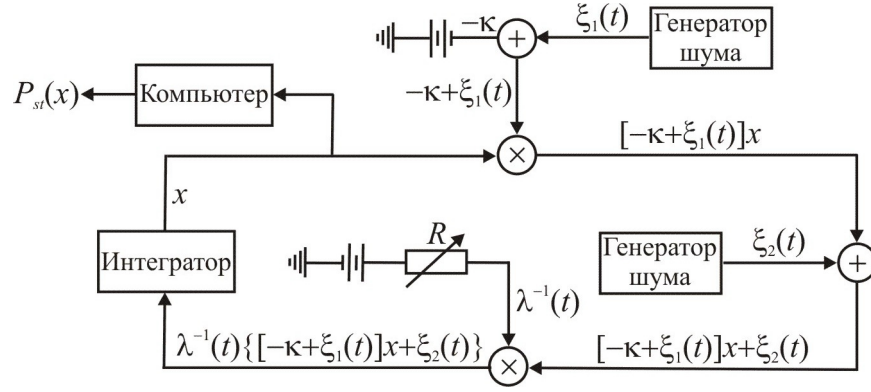 −κ
ξ₁(t)
Генератор
шума
P_st(x)
Компьютер
−κ+ξ₁(t)
[−κ+ξ₁(t)]x
x
R
Интегратор
Генератор
шума
ξ₂(t)
λ⁻¹(t)
λ⁻¹(t){[−κ+ξ₁(t)]x+ξ₂(t)}
[−κ+ξ₁(t)]x+ξ₂(t)